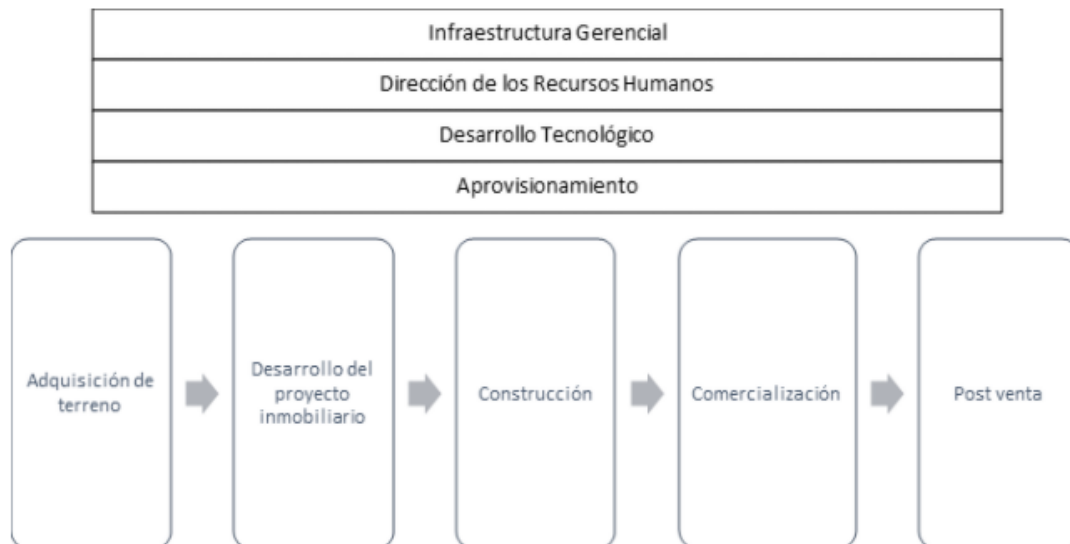 Infraestructura Gerencial
Dirección de los Recursos Humanos
Desarrollo Tecnológico
Aprovisionamiento
Adquisición de
terreno
Desarrollo del
proyecto
inmobiliario
Construcción
Comercialización
Post venta